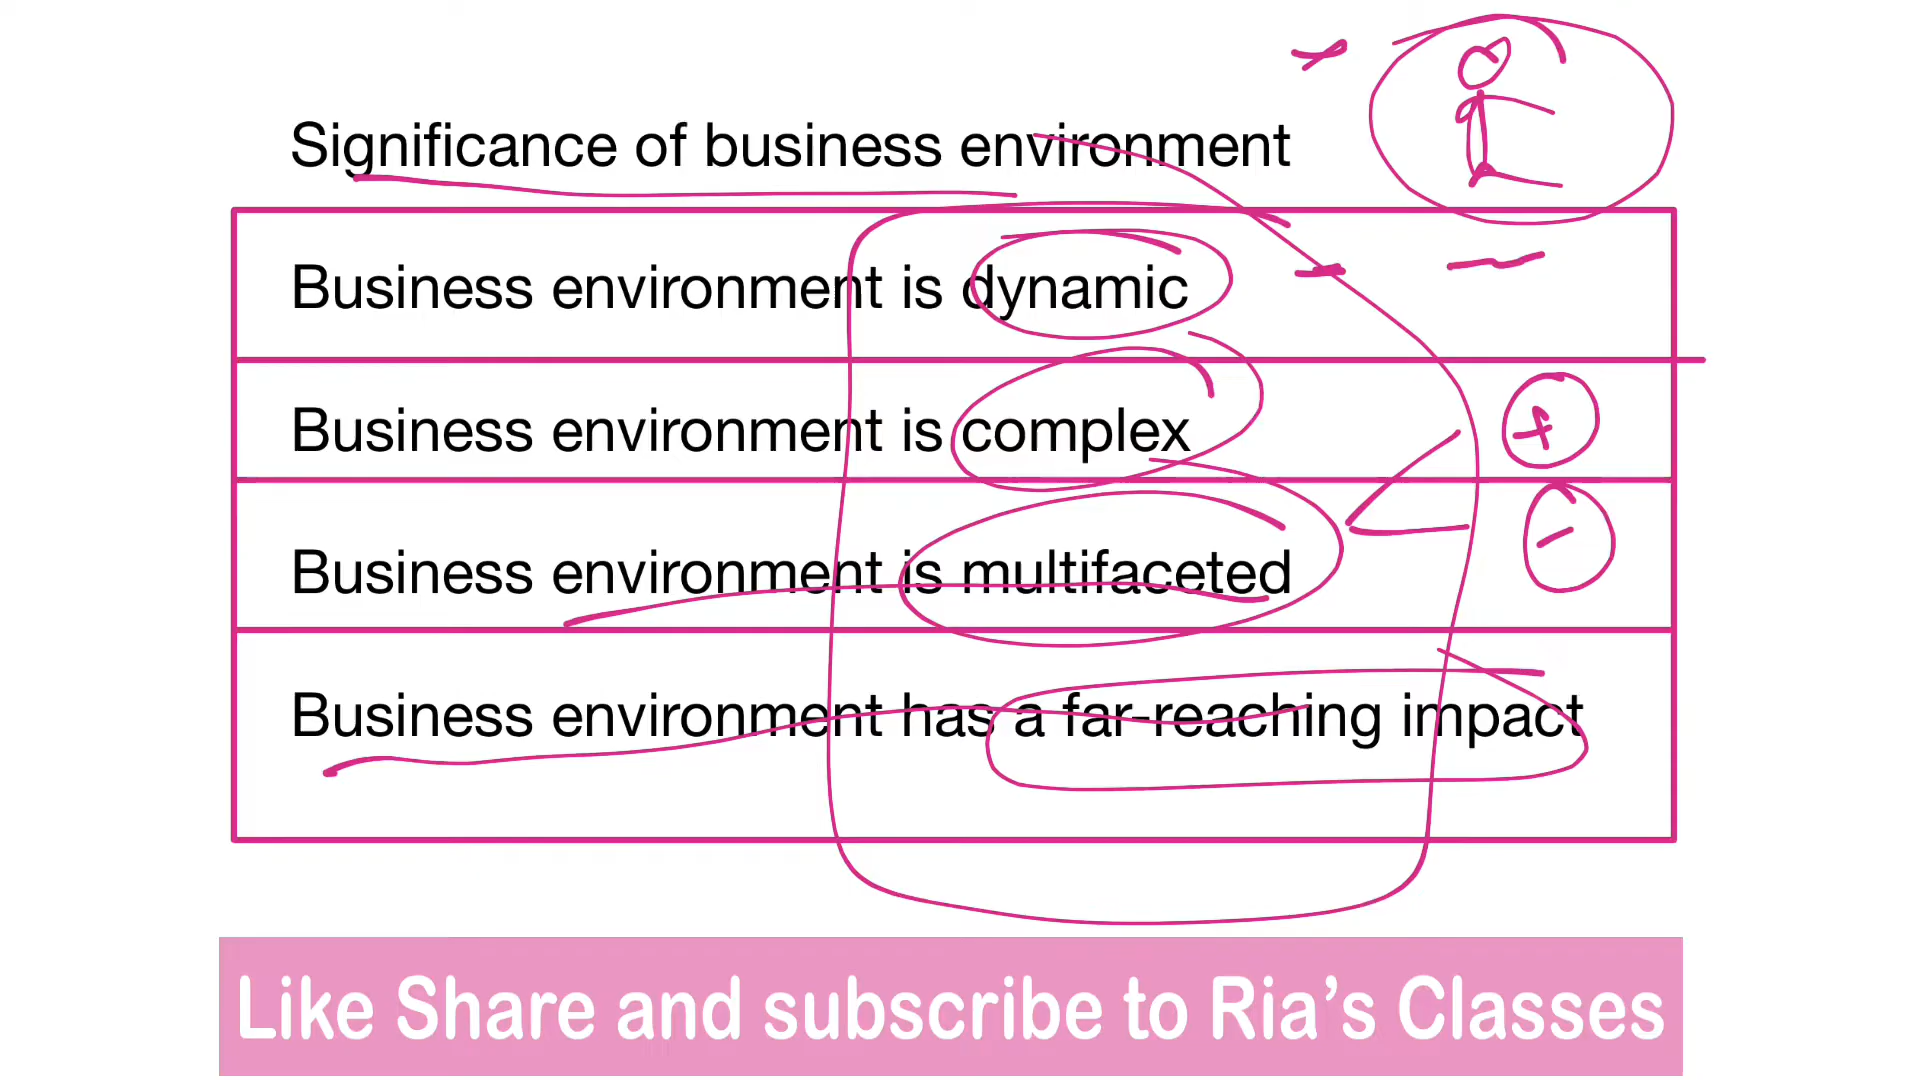 Significance of business environment
Business environment is dynamic
Business environment is complex
Business environment is multifaceted
Business environment has a far-reaching impact
+
-
Like Share and subscribe to Ria's Classes